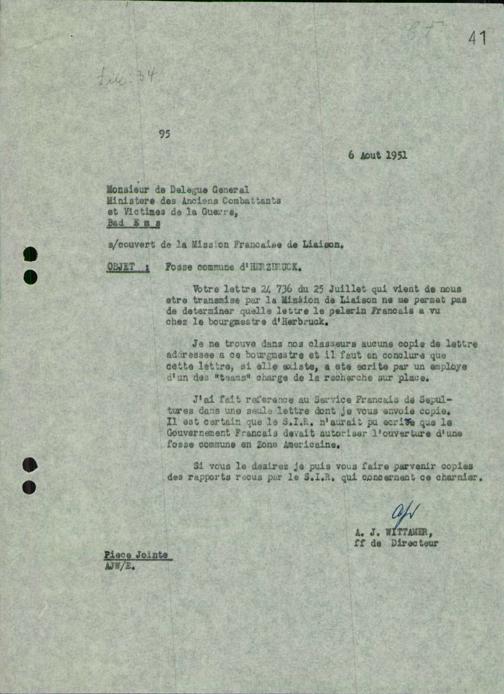 41
95
6 Aout 1951
Monsieur de Delegue General
Ministere des Anciens Combattants
et Victimes de la Guerre,
Bad Ems
s/couvert de la Mission Francaise de Liaison.
OBJET : Fosse commune d'HERZBRUCK.
Votre lettre 24 736 du 25 Juillet qui vient de nous
etre transmise par la Mission de Liaison ne me permet pas
de determiner quelle lettre le pelerin Francais a vu
chez le bourgmestre d'Herbruck.
Je ne trouve dans nos classeurs aucune copie de lettre
adressee a ce bourgmestre et il faut en conclure que
cette lettre, si elle existe, a ete ecrite par un employe
d'un des "teams" charge de la recherche sur place.
J'ai fait reference au Service Francais de Sepul-
tures dans une seule lettre dont je vous envoie copie.
Il est certain que le S.I.R. n'aurait pu ecrire que le
Gouvernement Francais devait autoriser l'ouverture d'une
fosse commune en Zone Americaine.
Si vous le desirez je puis vous faire parvenir copies
des rapports recus par le S.I.R. qui concernent ce charnier.
A. J. WITTAMER,
ff de Directeur
Piece Jointe
AJW/E.